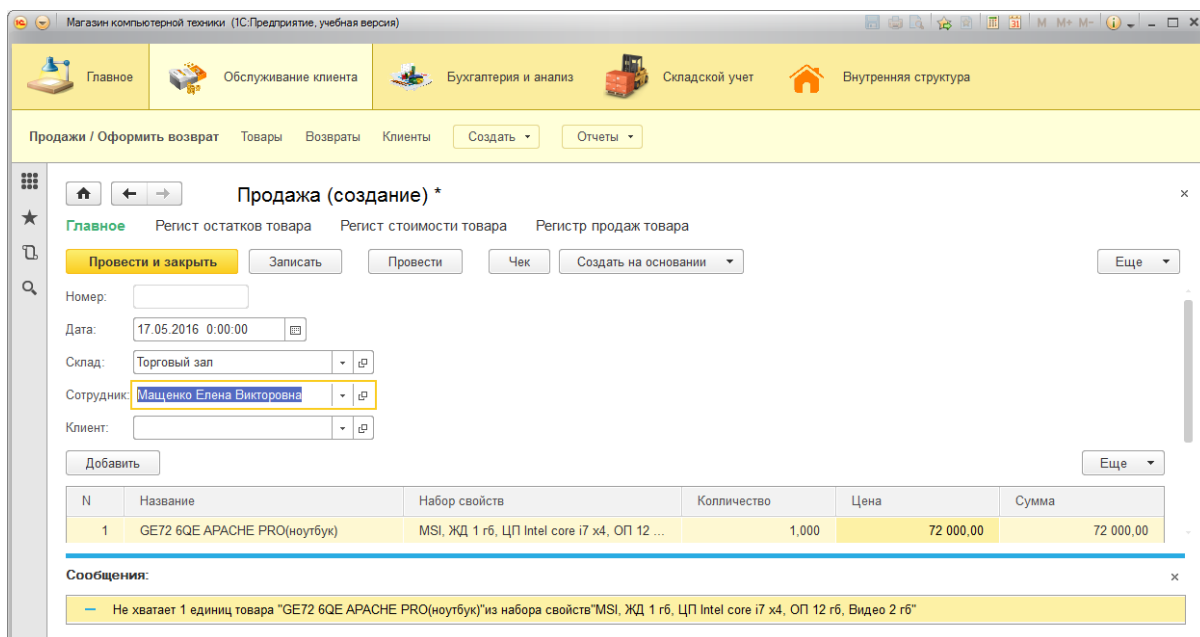 Магазин компьютерной техники (1С:Предприятие, учебная версия)
M M+ M-
Главное Обслуживание клиента Бухгалтерия и анализ Складской учет Внутренняя структура
Продажи / Оформить возврат Товары Возвраты Клиенты Создать Отчеты
Продажа (создание) *
Главное Регист остатков товара Регист стоимости товара Регистр продаж товара
Провести и закрыть Записать Провести Чек Создать на основании Еще
Номер:
Дата: 17.05.2016 0:00:00
Склад: Торговый зал
Сотрудник: Мащенко Елена Викторовна
Клиент:
Добавить Еще
N Название Набор свойств Колличество Цена Сумма
1 GE72 6QE APACHE PRO(ноутбук) MSI, ЖД 1 гб, ЦП Intel core i7 x4, ОП 12 ... 1,000 72 000,00 72 000,00
Сообщения:
Не хватает 1 единиц товара "GE72 6QE APACHE PRO(ноутбук)"из набора свойств"MSI, ЖД 1 гб, ЦП Intel core i7 x4, ОП 12 гб, Видео 2 гб"